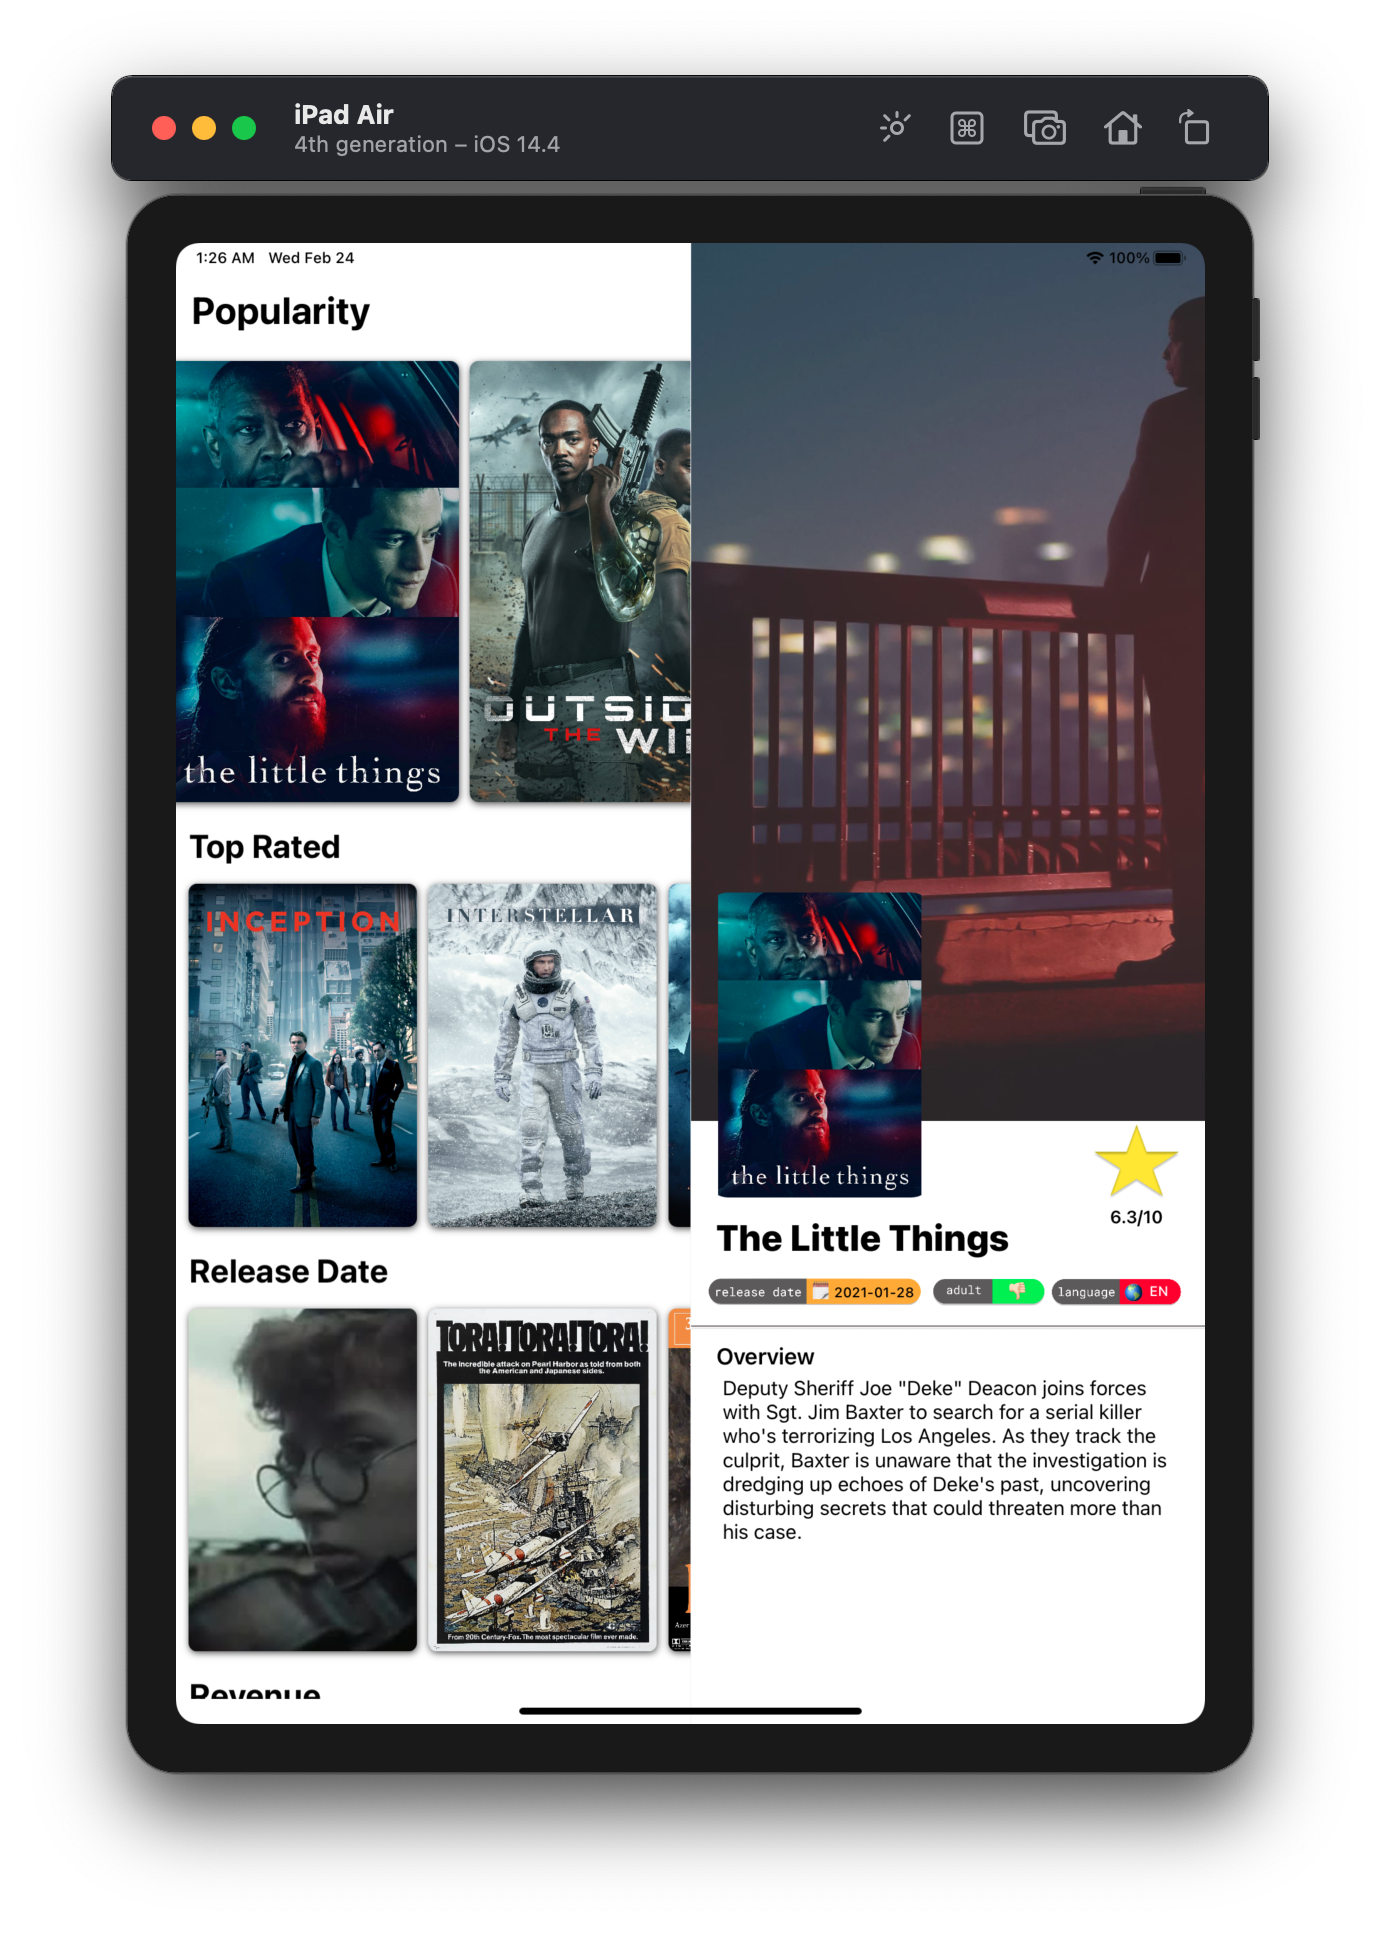 iPad Air
4th generation – iOS 14.4
1:26 AM Wed Feb 24
100%
Popularity
the little things
OUTSID
THE WI
Top Rated
INCEPTION
INTERSTELLAR
Release Date
TORA! TORA! TORA!
The incredible attack on Pearl Harbor as told from both
the American and Japanese sides.
From 20th Century-Fox. The most spectacular film ever made.
Revenue
the little things
6.3/10
The Little Things
release date 2021-01-28
adult
language EN
Overview
Deputy Sheriff Joe "Deke" Deacon joins forces
with Sgt. Jim Baxter to search for a serial killer
who's terrorizing Los Angeles. As they track the
culprit, Baxter is unaware that the investigation is
dredging up echoes of Deke's past, uncovering
disturbing secrets that could threaten more than
his case.